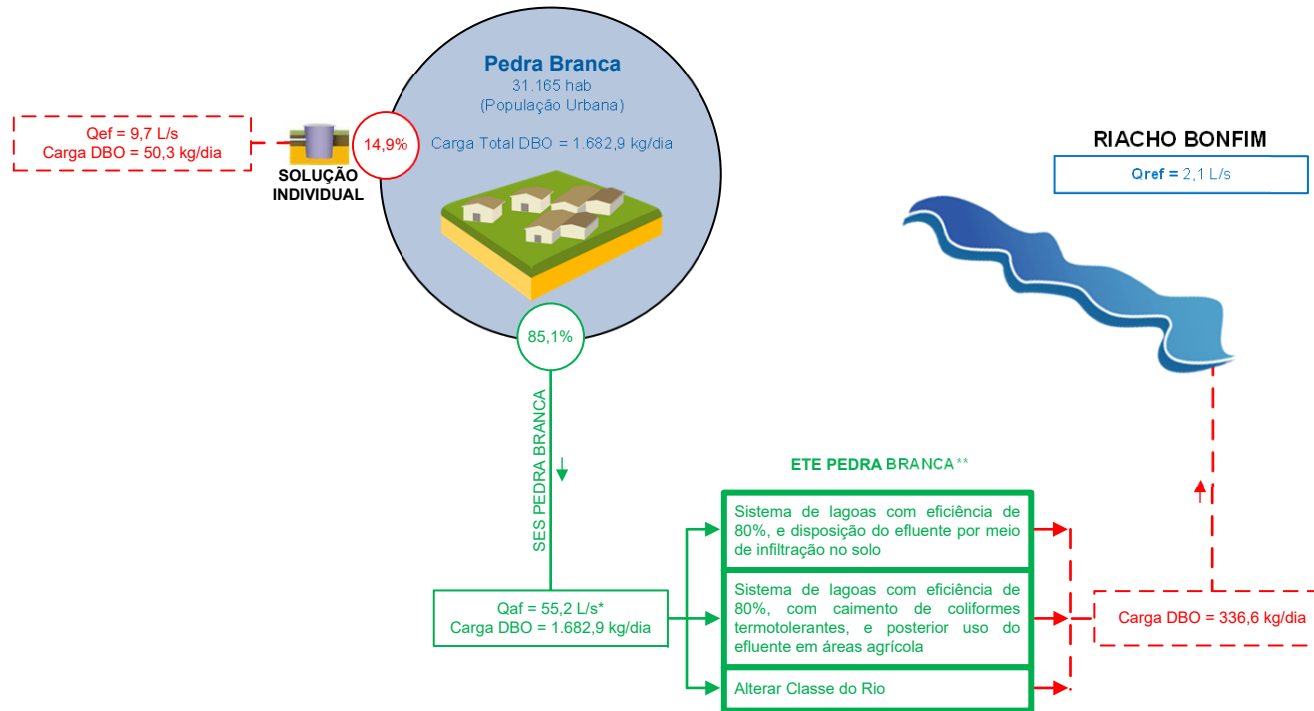 Pedra Branca
31.165 hab
(População Urbana)
Carga Total DBO = 1.682,9 kg/dia
14,9%
Qef = 9,7 L/s
Carga DBO = 50,3 kg/dia
SOLUÇÃO
INDIVIDUAL
RIACHO BONFIM
Qref = 2,1 L/s
85,1%
SES PEDRA BRANCA
ETE PEDRA BRANCA**
Sistema de lagoas com eficiência de
80%, e disposição do efluente por meio
de infiltração no solo
Qaf = 55,2 L/s*
Carga DBO = 1.682,9 kg/dia
Sistema de lagoas com eficiência de
80%, com caimento de coliformes
termotolerantes, e posterior uso do
efluente em áreas agrícola
Carga DBO = 336,6 kg/dia
Alterar Classe do Rio